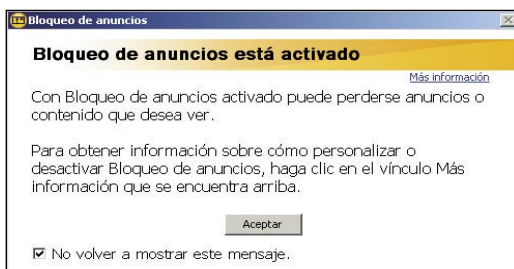 Bloqueo de anuncios
Bloqueo de anuncios está activado
Más información
Con Bloqueo de anuncios activado puede perderse anuncios o
contenido que desea ver.
Para obtener información sobre cómo personalizar o
desactivar Bloqueo de anuncios, haga clic en el vínculo Más
información que se encuentra arriba.
Aceptar
No volver a mostrar este mensaje.